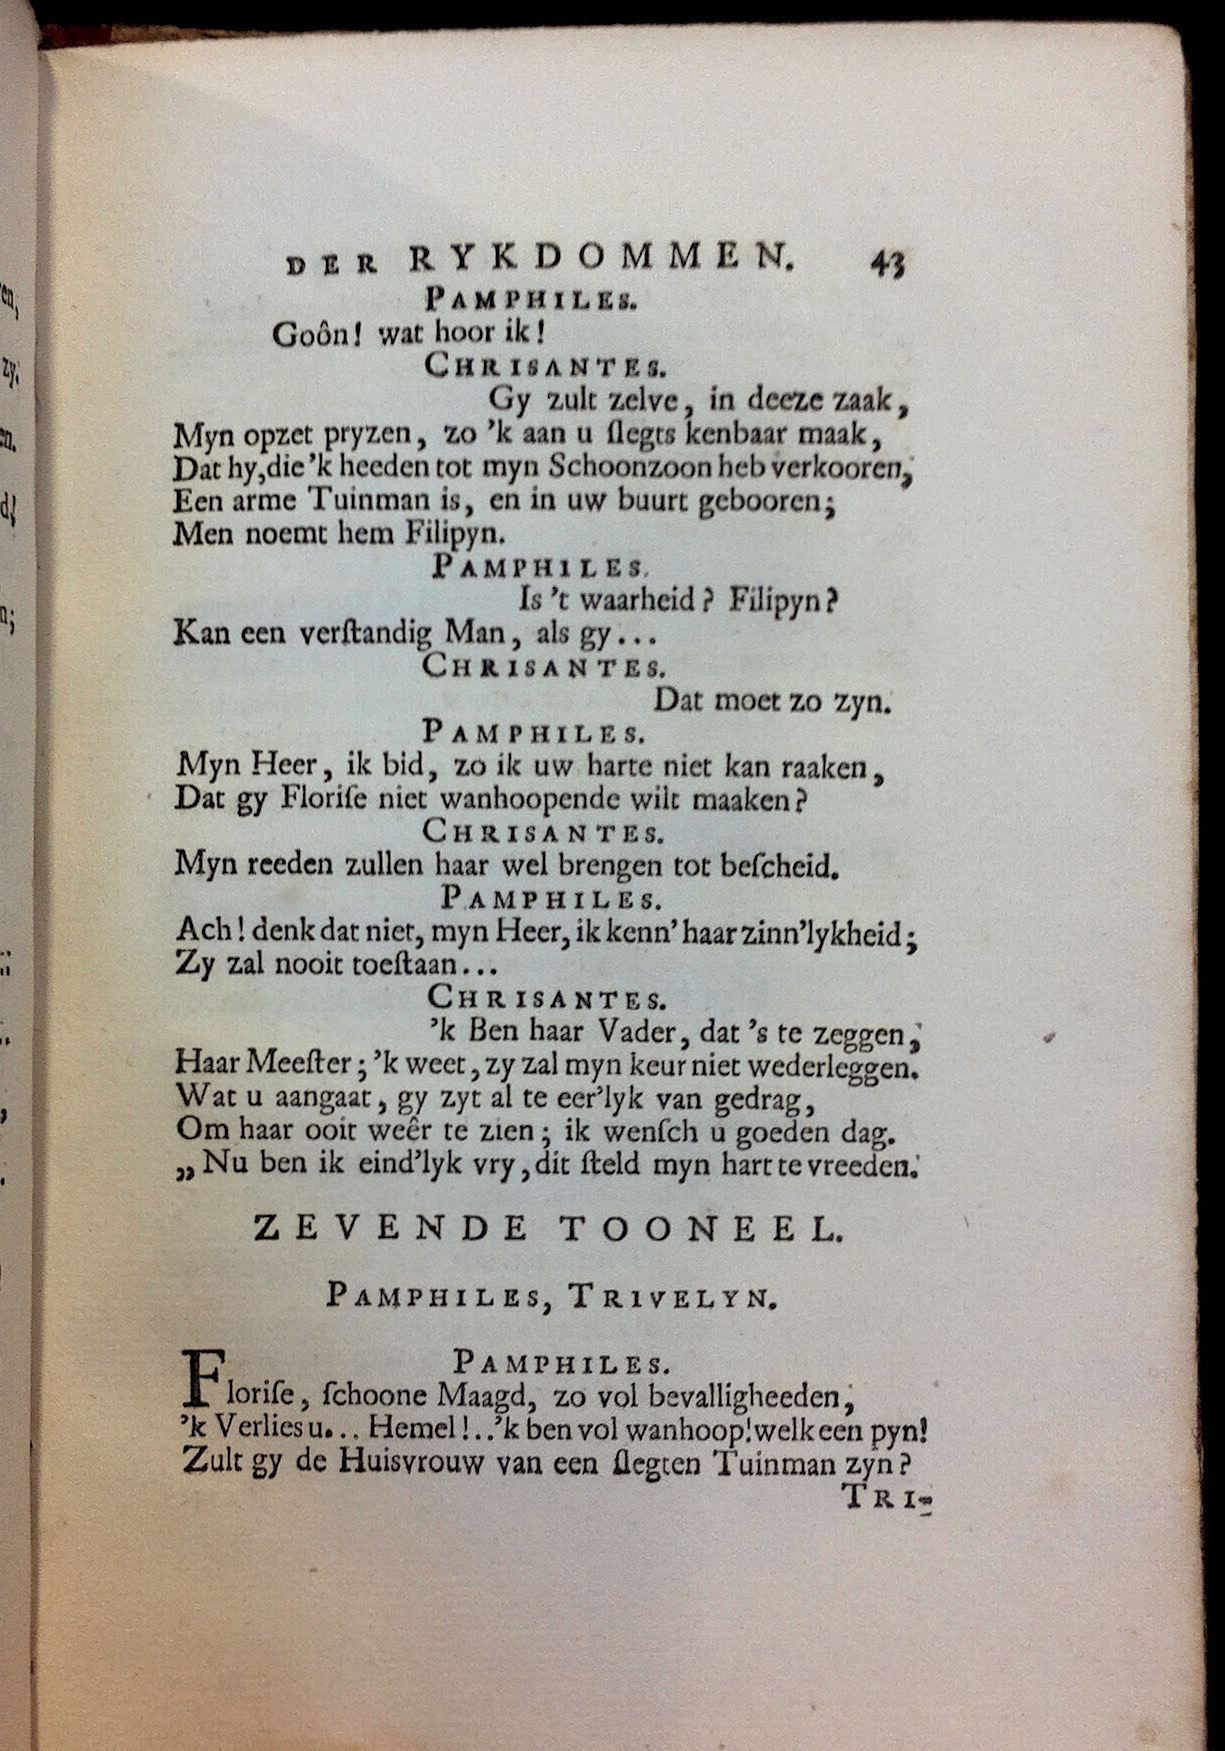 DER RYKDOMMEN. 43
PAMPHILES.
Goôn! wat hoor ik!
CHRISANTES.
Gy zult zelve, in deeze zaak,
Myn opzet pryzen, zo 'k aan u ſlegts kenbaar maak,
Dat hy, die 'k heeden tot myn Schoonzoon heb verkooren,
Een arme Tuinman is, en in uw buurt gebooren;
Men noemt hem Filipyn.
PAMPHILES.
Is 't waarheid? Filipyn?
Kan een verſtandig Man, als gy...
CHRISANTES.
Dat moet zo zyn.
PAMPHILES.
Myn Heer, ik bid, zo ik uw harte niet kan raaken,
Dat gy Floriſe niet wanhoopende wilt maaken?
CHRISANTES.
Myn reeden zullen haar wel brengen tot beſcheid.
PAMPHILES.
Ach! denk dat niet, myn Heer, ik kenn' haar zinn'lykheid;
Zy zal nooit toeſtaan...
CHRISANTES.
'k Ben haar Vader, dat 's te zeggen,
Haar Meeſter; 'k weet, zy zal myn keur niet wederleggen.
Wat u aangaat, gy zyt al te eer'lyk van gedrag,
Om haar ooit weêr te zien; ik wenſch u goeden dag.
„ Nu ben ik eind'lyk vry, dit ſteld myn hart te vreeden.
ZEVENDE TOONEEL.
PAMPHILES, TRIVELYN.
PAMPHILES.
Floriſe, ſchoone Maagd, zo vol bevalligheeden,
'k Verlies u... Hemel!..'k ben vol wanhoop! welk een pyn!
Zult gy de Huisvrouw van een ſlegten Tuinman zyn?
TRI-